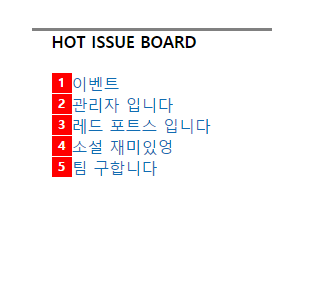 HOT ISSUE BOARD
1 이벤트
2 관리자 입니다
3 레드 포트스 입니다
4 소설 재미있엉
5 팀 구합니다